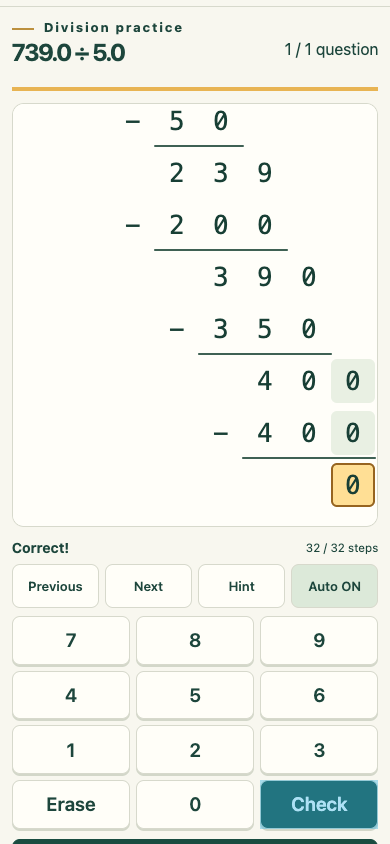 Division practice
739.0 ÷ 5.0
1 / 1 question
− 5 0
2 3 9
− 2 0 0
3 9 0
− 3 5 0
4 0 0
− 4 0 0
0
Correct!
32 / 32 steps
Previous Next Hint Auto ON
7 8 9
4 5 6
1 2 3
Erase 0 Check